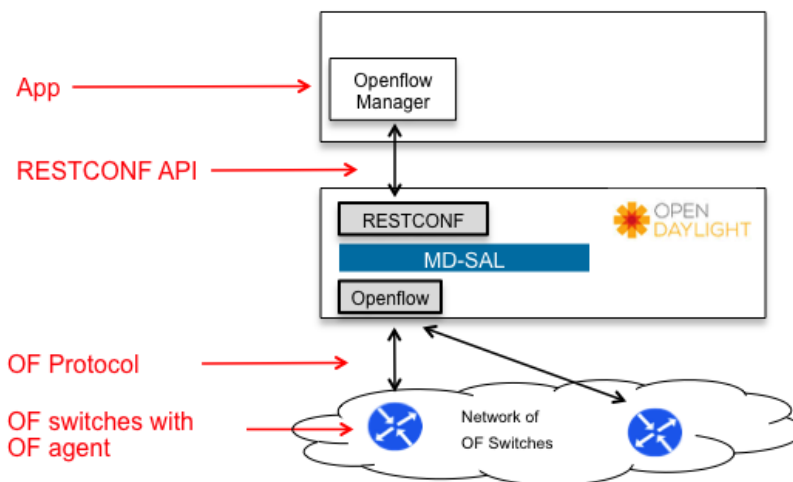 App
Openflow
Manager
RESTCONF API
RESTCONF
OPEN
DAYLIGHT
MD-SAL
Openflow
OF Protocol
OF switches with
OF agent
Network of
OF Switches